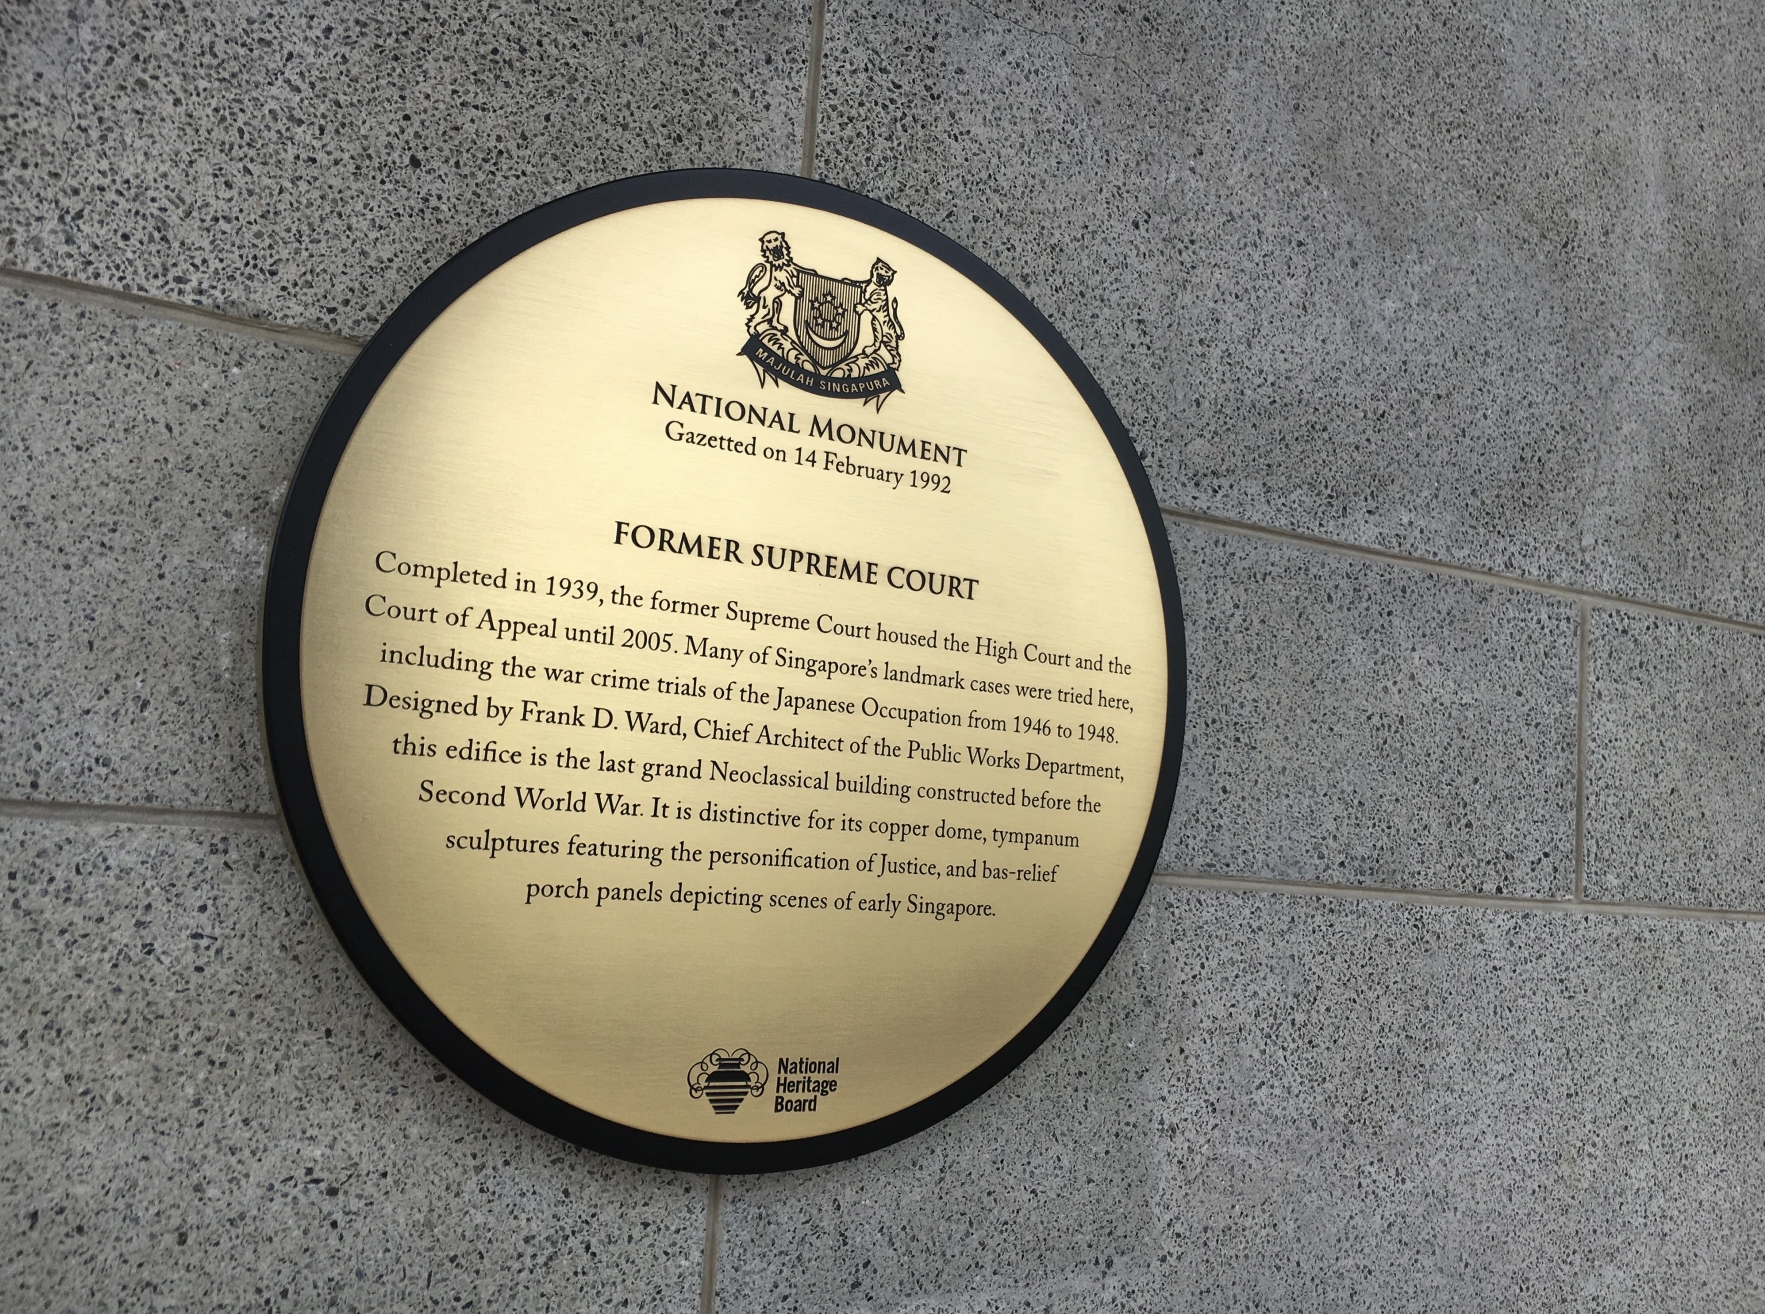 MAJULAH SINGAPURA
NATIONAL MONUMENT
Gazetted on 14 February 1992
FORMER SUPREME COURT
Completed in 1939, the former Supreme Court housed the High Court and the
Court of Appeal until 2005. Many of Singapore's landmark cases were tried here,
including the war crime trials of the Japanese Occupation from 1946 to 1948.
Designed by Frank D. Ward, Chief Architect of the Public Works Department,
this edifice is the last grand Neoclassical building constructed before the
Second World War. It is distinctive for its copper dome, tympanum
sculptures featuring the personification of Justice, and bas-relief
porch panels depicting scenes of early Singapore.
National
Heritage
Board